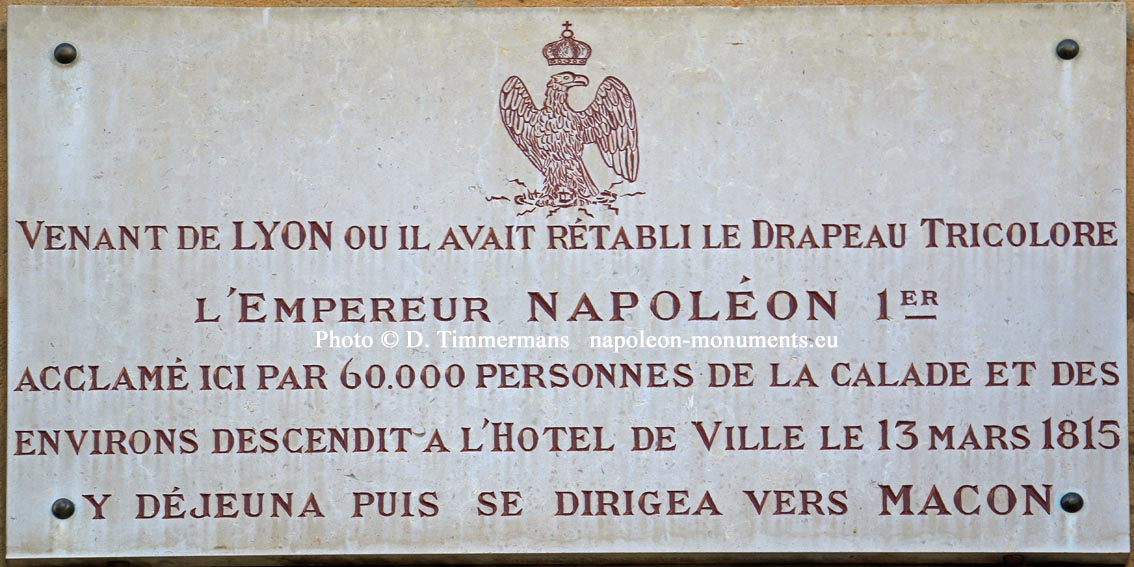 VENANT DE LYON OU IL AVAIT RÉTABLI LE DRAPEAU TRICOLORE
L'EMPEREUR NAPOLÉON 1ER
Photo © D. Timmermans napoleon-monuments.eu
ACCLAMÉ ICI PAR 60.000 PERSONNES DE LA CALADE ET DES
ENVIRONS DESCENDIT A L'HOTEL DE VILLE LE 13 MARS 1815
Y DÉJEUNA PUIS SE DIRIGEA VERS MACON